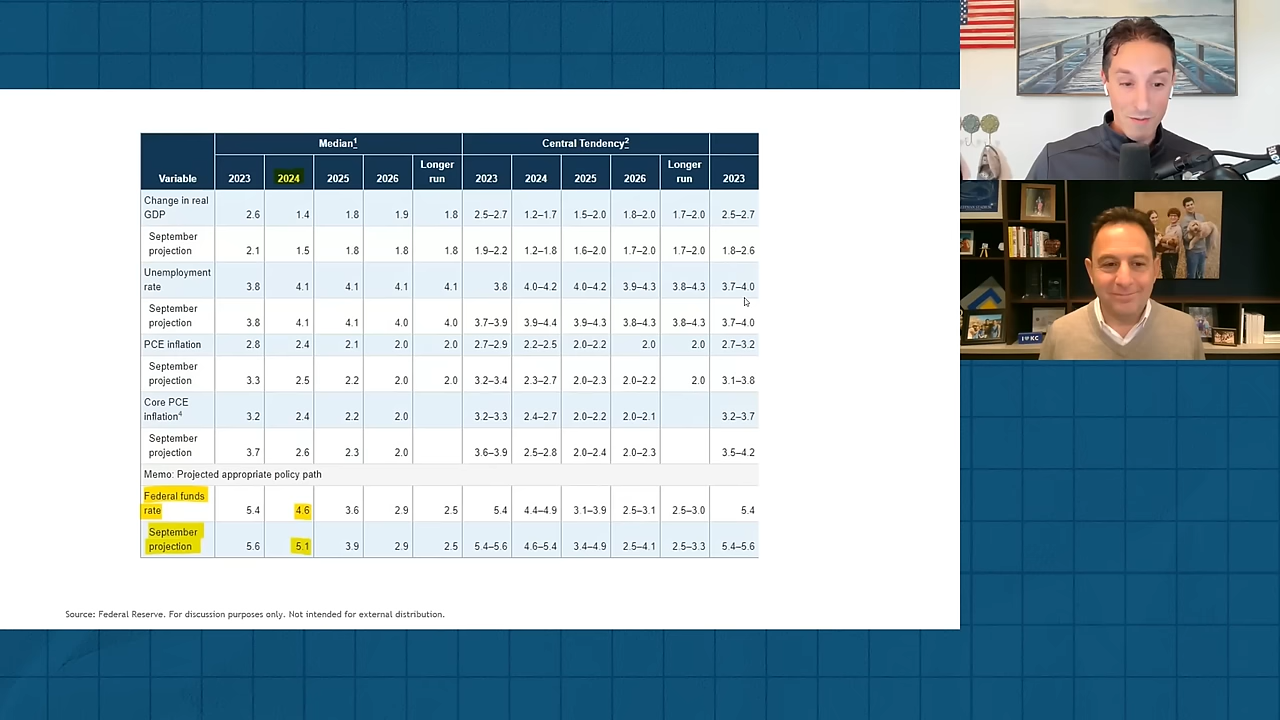 Median1 Central Tendency2
Variable 2023 2024 2025 2026 Longer run 2023 2024 2025 2026 Longer run 2023
Change in real GDP 2.6 1.4 1.8 1.9 1.8 2.5–2.7 1.2–1.7 1.5–2.0 1.8–2.0 1.7–2.0 2.5–2.7
September projection 2.1 1.5 1.8 1.8 1.8 1.9–2.2 1.2–1.8 1.6–2.0 1.7–2.0 1.7–2.0 1.8–2.6
Unemployment rate 3.8 4.1 4.1 4.1 4.1 3.8 4.0–4.2 4.0–4.2 3.9–4.3 3.8–4.3 3.7–4.0
September projection 3.8 4.1 4.1 4.0 4.0 3.7–3.9 3.9–4.4 3.9–4.3 3.8–4.3 3.8–4.3 3.7–4.0
PCE inflation 2.8 2.4 2.1 2.0 2.0 2.7–2.9 2.2–2.5 2.0–2.2 2.0 2.0 2.7–3.2
September projection 3.3 2.5 2.2 2.0 2.0 3.2–3.4 2.3–2.7 2.0–2.3 2.0–2.2 2.0 3.1–3.8
Core PCE inflation4 3.2 2.4 2.2 2.0 3.2–3.3 2.4–2.7 2.0–2.2 2.0–2.1 3.2–3.7
September projection 3.7 2.6 2.3 2.0 3.6–3.9 2.5–2.8 2.0–2.4 2.0–2.3 3.5–4.2
Memo: Projected appropriate policy path
Federal funds rate 5.4 4.6 3.6 2.9 2.5 5.4 4.4–4.9 3.1–3.9 2.5–3.1 2.5–3.0 5.4
September projection 5.6 5.1 3.9 2.9 2.5 5.4–5.6 4.6–5.4 3.4–4.9 2.5–4.1 2.5–3.3 5.4–5.6
Source: Federal Reserve. For discussion purposes only. Not intended for external distribution.
I ♥ KC